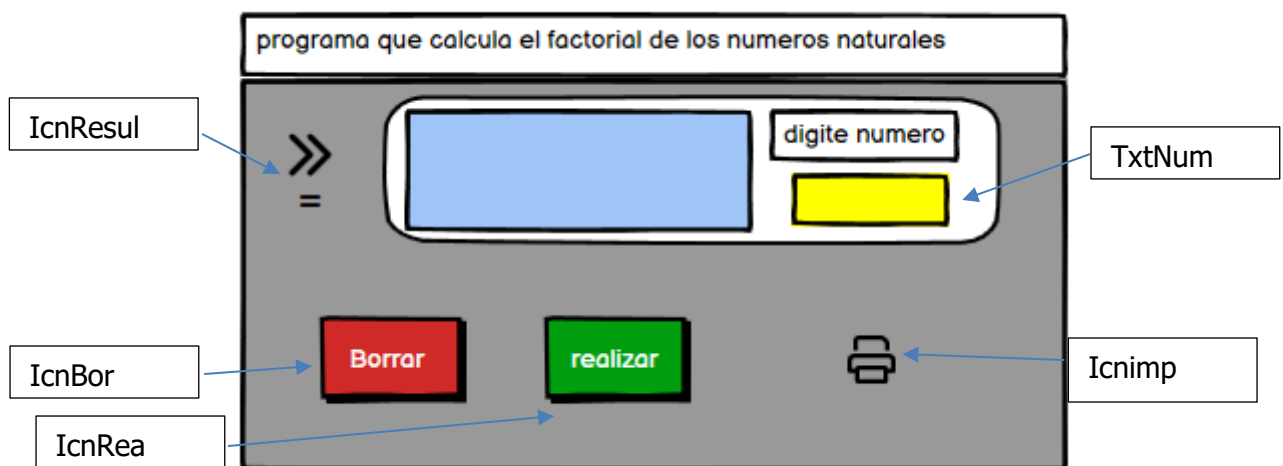 programa que calcula el factorial de los numeros naturales
IcnResul
=
digite numero
TxtNum
Borrar
realizar
IcnBor
Icnimp
IcnRea